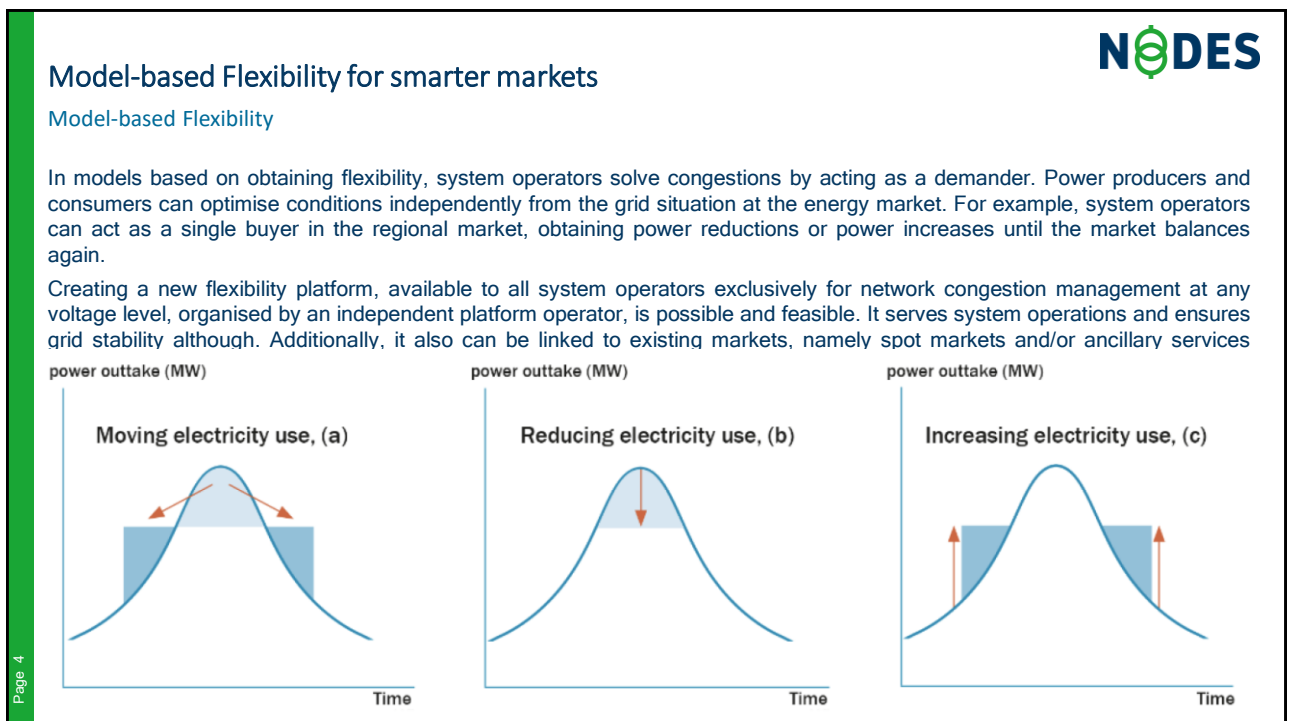 NODES
Model-based Flexibility for smarter markets
Model-based Flexibility
In models based on obtaining flexibility, system operators solve congestions by acting as a demander. Power producers and
consumers can optimise conditions independently from the grid situation at the energy market. For example, system operators
can act as a single buyer in the regional market, obtaining power reductions or power increases until the market balances
again.
Creating a new flexibility platform, available to all system operators exclusively for network congestion management at any
voltage level, organised by an independent platform operator, is possible and feasible. It serves system operations and ensures
grid stability although. Additionally, it also can be linked to existing markets, namely spot markets and/or ancillary services
power outtake (MW)
Moving electricity use, (a)
Time
power outtake (MW)
Reducing electricity use, (b)
Time
power outtake (MW)
Increasing electricity use, (c)
Time
Page 4